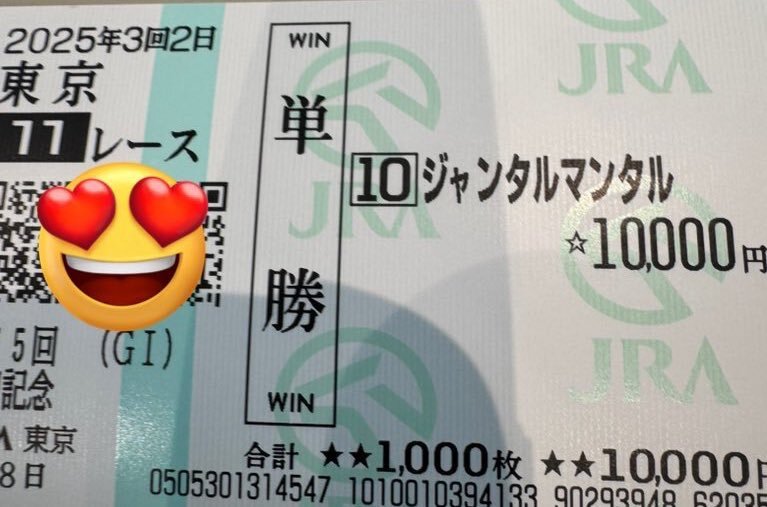 2025年3回2日
東京
11レース
WIN
単勝
WIN
10 ジャンタルマンタル
☆10,000円
5回 (GI)
記念
東京
8日
合計 ★★1,000枚 ★★10,000円
0505301314547 1010010394133 90293948 62035
JRA
JRA
JRA